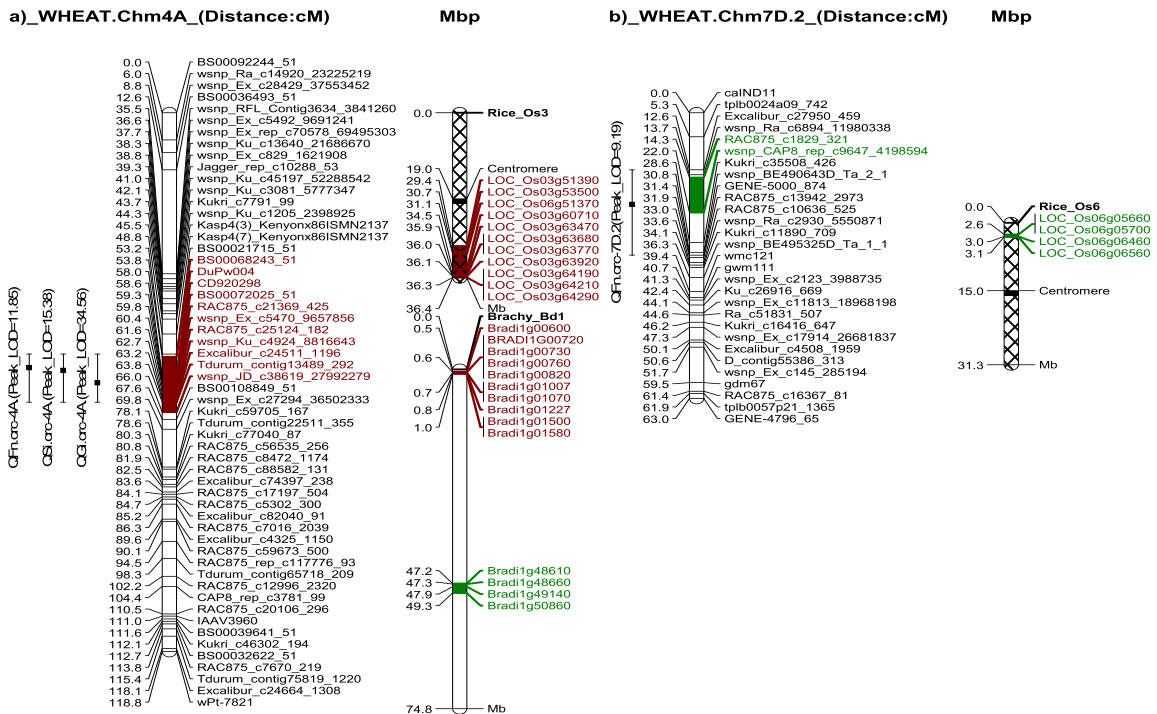 a)_WHEAT.Chm4A_(Distance:cM)
0.0 BS00092244_51
6.0 wsnp_Ra_c14920_23225219
8.8 wsnp_Ex_c28429_37553452
12.6 BS00036493_51
35.5 wsnp_RFL_Contig3634_3841260
36.6 wsnp_Ex_c5492_9691241
37.7 wsnp_Ex_rep_c70578_69495303
38.3 wsnp_Ku_c13640_21686670
38.8 wsnp_Ex_c829_1621908
39.3 Jagger_rep_c10288_53
41.0 wsnp_Ku_c45197_52288542
42.1 wsnp_Ku_c3081_5777347
43.7 Kukri_c7791_99
44.3 wsnp_Ku_c1205_2398925
45.5 Kasp4(3)_Kenyonx86ISMN2137
48.8 Kasp4(7)_Kenyonx86ISMN2137
53.2 BS00021715_51
BS00068243_51
58.0 DuPw004
58.6 CD920298
59.3 BS00072025_51
59.8 RAC875_c21369_425
60.4 wsnp_Ex_c5470_9657856
61.6 RAC875_c25124_182
62.7 wsnp_Ku_c4924_8816643
63.2 Excalibur_c24511_1196
63.8 Tdurum_contig13489_292
66.0 wsnp_JD_c38619_27992279
67.6 BS00108849_51
69.8 wsnp_Ex_c27294_36502333
78.1 Kukri_c59705_167
78.6 Tdurum_contig22511_355
80.3 Kukri_c77040_87
80.8 RAC875_c56535_256
81.9 RAC875_c8472_1174
82.5 RAC875_c88582_131
83.6 Excalibur_c74397_238
84.1 RAC875_c17197_504
84.7 RAC875_c5302_300
85.2 Excalibur_c82040_91
86.3 RAC875_c7016_2039
89.6 Excalibur_c4325_1150
90.1 RAC875_c59673_500
94.5 RAC875_rep_c117776_93
98.3 Tdurum_contig65718_209
102.2 RAC875_c12996_2320
104.4 CAP8_rep_c3781_99
110.5 RAC875_c20106_296
111.0 IAAV3960
111.6 BS00039641_51
112.1 Kukri_c46302_194
112.7 BS00032622_51
113.8 RAC875_c7670_219
115.4 Tdurum_contig75819_1220
118.1 Excalibur_c24664_1308
118.8 wPt-7821
QFn.crc-4A(Peak_LOD=11.85)
QSi.crc-4A(Peak_LOD=15.38)
QGi.crc-4A(Peak_LOD=34.56)
Mbp
0.0 Rice_Os3
19.0 Centromere
29.4 LOC_Os03g51390
30.7 LOC_Os03g53500
31.1 LOC_Os06g51370
34.5 LOC_Os03g60710
35.9 LOC_Os03g63470
LOC_Os03g63680
36.0 LOC_Os03g63770
36.1 LOC_Os03g63920
LOC_Os03g64190
36.3 LOC_Os03g64210
LOC_Os03g64290
36.4 Mb
0.0 Brachy_Bd1
0.5 Bradi1g00600
BRADI1G00720
0.6 Bradi1g00730
Bradi1g00760
Bradi1g00820
0.7 Bradi1g01007
Bradi1g01070
0.8 Bradi1g01227
Bradi1g01500
1.0 Bradi1g01580
47.2 Bradi1g48610
47.3 Bradi1g48660
47.9 Bradi1g49140
49.3 Bradi1g50860
74.8 Mb
b)_WHEAT.Chm7D.2_(Distance:cM)
0.0 caIND11
5.3 tplb0024a09_742
12.6 Excalibur_c27950_459
13.7 wsnp_Ra_c6894_11980338
14.3 RAC875_c1829_321
22.0 wsnp_CAP8_rep_c9647_4198594
28.6 Kukri_c35508_426
30.8 wsnp_BE490643D_Ta_2_1
31.4 GENE-5000_874
31.9 RAC875_c13942_2973
33.0 RAC875_c10636_525
33.6 wsnp_Ra_c2930_5550871
34.1 Kukri_c11890_709
36.3 wsnp_BE495325D_Ta_1_1
39.4 wmc121
40.7 gwm111
41.3 wsnp_Ex_c2123_3988735
42.4 Ku_c26916_669
44.1 wsnp_Ex_c11813_18968198
44.6 Ra_c51831_507
46.2 Kukri_c16416_647
47.3 wsnp_Ex_c17914_26681837
50.1 Excalibur_c4508_1959
50.6 D_contig55386_313
51.7 wsnp_Ex_c145_285194
59.5 gdm67
61.4 RAC875_c16367_81
61.9 tplb0057p21_1365
63.0 GENE-4796_65
QFn.crc-7D(Peak_LOD=9.19)
Mbp
0.0 Rice_Os6
2.6 LOC_Os06g05660
LOC_Os06g05700
3.0 LOC_Os06g06460
3.1 LOC_Os06g06560
15.0 Centromere
31.3 Mb